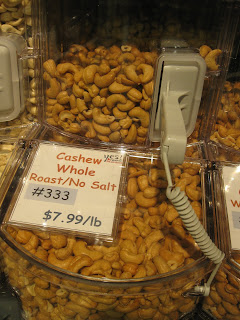 Cashew
Whole
Roast/No Salt
#333
$7.99/lb